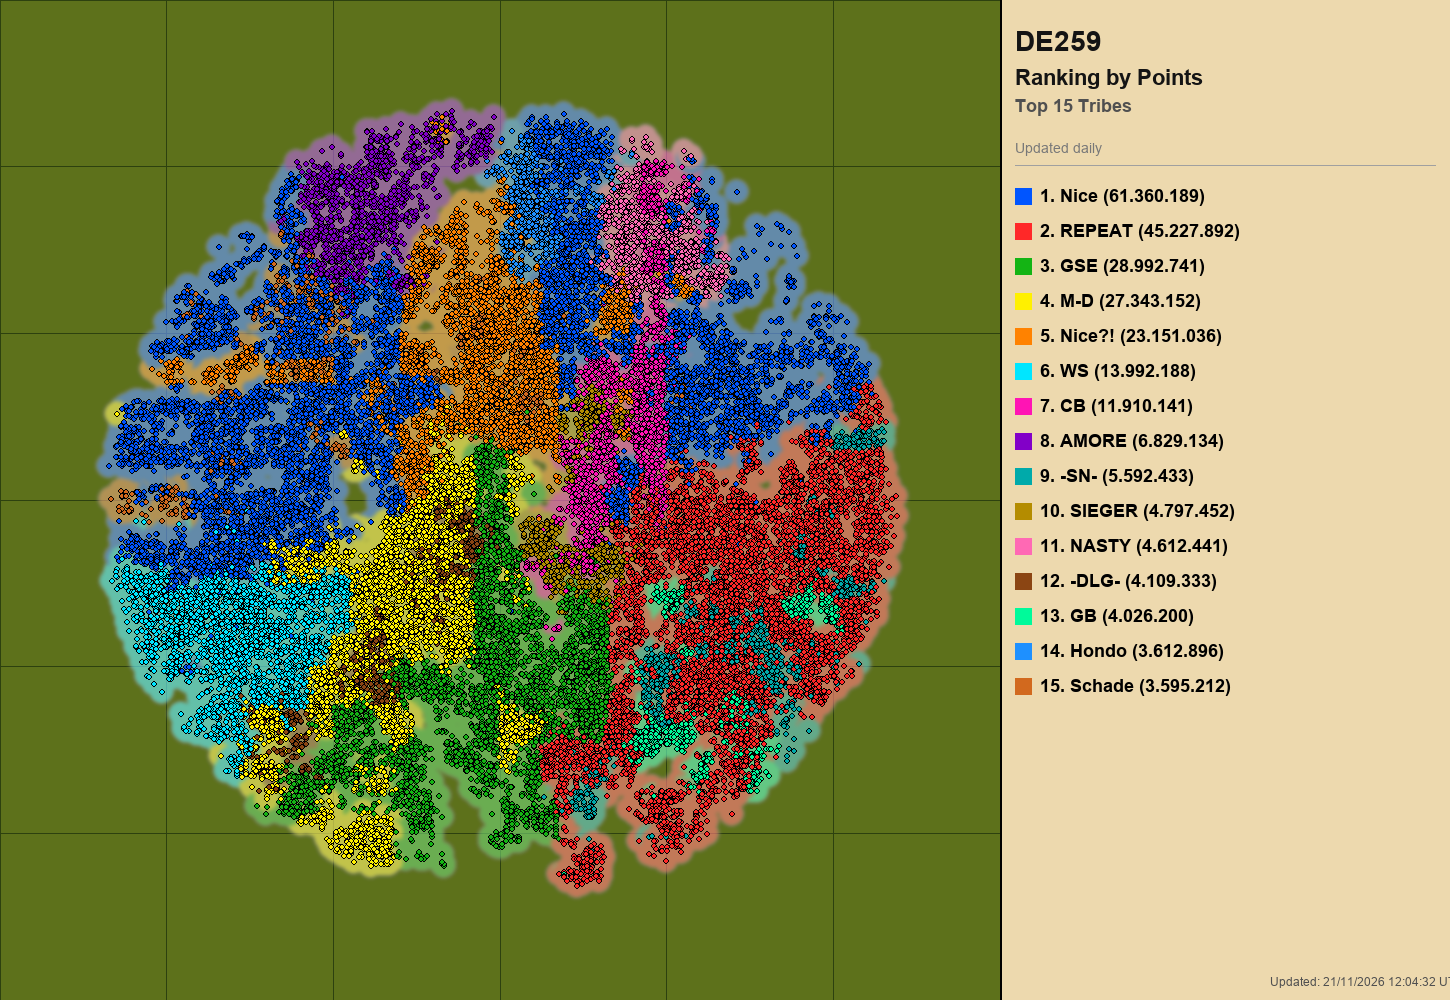 DE259
Ranking by Points
Top 15 Tribes
Updated daily
1. Nice (61.360.189)
2. REPEAT (45.227.892)
3. GSE (28.992.741)
4. M-D (27.343.152)
5. Nice?! (23.151.036)
6. WS (13.992.188)
7. CB (11.910.141)
8. AMORE (6.829.134)
9. -SN- (5.592.433)
10. SIEGER (4.797.452)
11. NASTY (4.612.441)
12. -DLG- (4.109.333)
13. GB (4.026.200)
14. Hondo (3.612.896)
15. Schade (3.595.212)
Updated: 21/11/2026 12:04:32